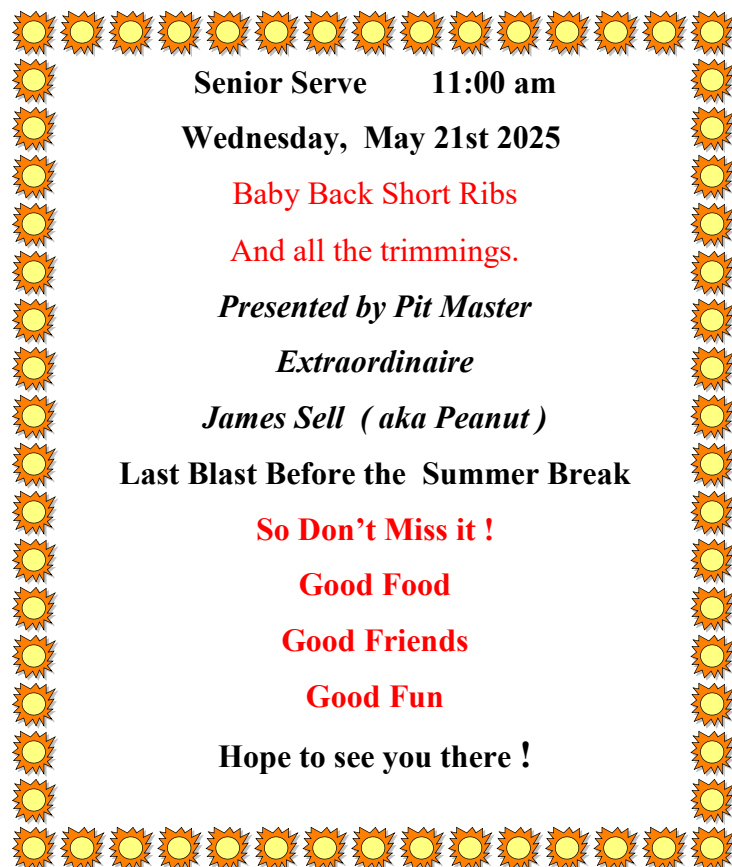 Senior Serve 11:00 am
Wednesday, May 21st 2025
Baby Back Short Ribs
And all the trimmings.
Presented by Pit Master
Extraordinaire
James Sell ( aka Peanut )
Last Blast Before the Summer Break
So Don’t Miss it !
Good Food
Good Friends
Good Fun
Hope to see you there !